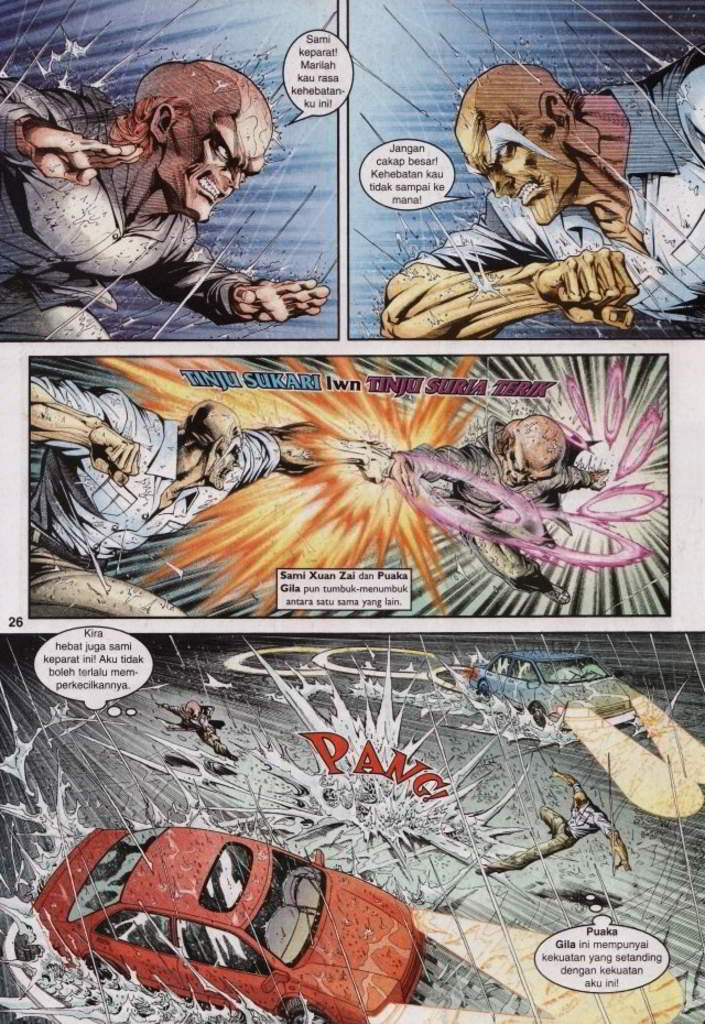 Sami
keparat!
Marilah
kau rasa
kehebatan-
ku ini!
Jangan
cakap besar!
Kehebatan kau
tidak sampai ke
mana!
TINJU SUKARI lwn TINJU SURIA TERIK
Sami Xuan Zai dan Puaka
Gila pun tumbuk-menumbuk
antara satu sama yang lain.
26
Kira
hebat juga sami
keparat ini! Aku tidak
boleh terlalu mem-
perkecilkannya.
PANG!
Puaka
Gila ini mempunyai
kekuatan yang setanding
dengan kekuatan
aku ini!